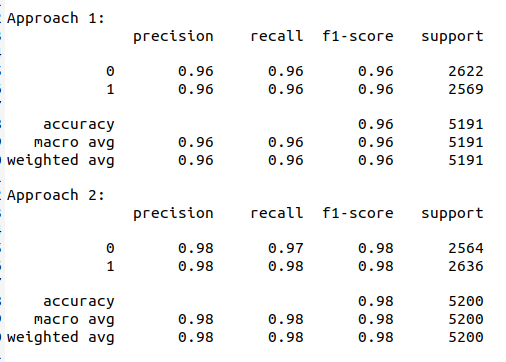 Approach 1:
precision recall f1-score support
0 0.96 0.96 0.96 2622
1 0.96 0.96 0.96 2569
accuracy 0.96 5191
macro avg 0.96 0.96 0.96 5191
weighted avg 0.96 0.96 0.96 5191
Approach 2:
precision recall f1-score support
0 0.98 0.97 0.98 2564
1 0.98 0.98 0.98 2636
accuracy 0.98 5200
macro avg 0.98 0.98 0.98 5200
weighted avg 0.98 0.98 0.98 5200